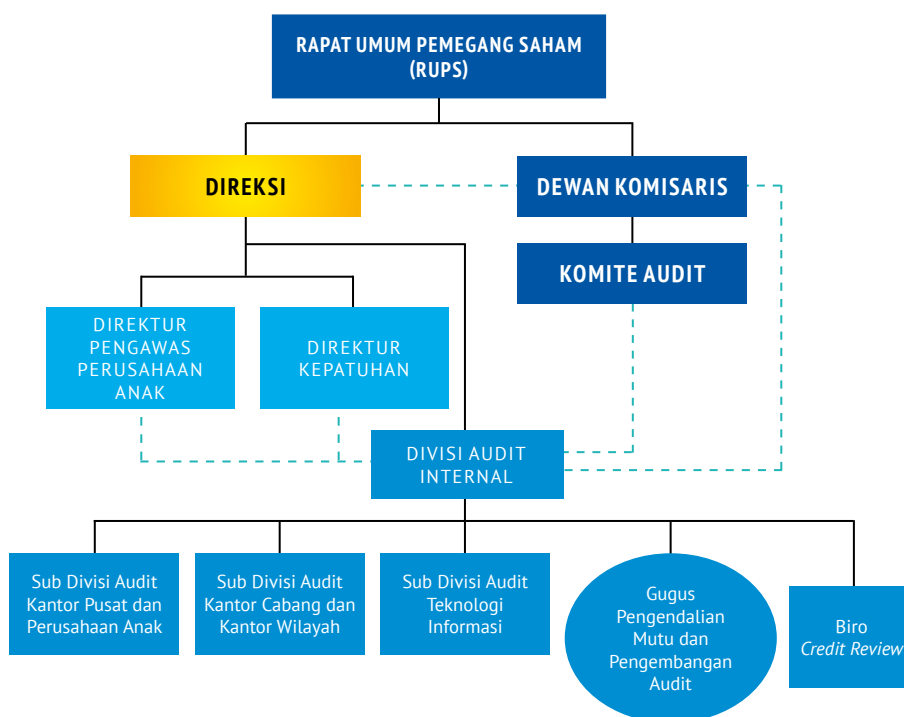 RAPAT UMUM PEMEGANG SAHAM
(RUPS)
DIREKSI
DEWAN KOMISARIS
KOMITE AUDIT
DIREKTUR
PENGAWAS
PERUSAHAAN
ANAK
DIREKTUR
KEPATUHAN
DIVISI AUDIT
INTERNAL
Sub Divisi Audit
Kantor Pusat dan
Perusahaan Anak
Sub Divisi Audit
Kantor Cabang dan
Kantor Wilayah
Sub Divisi Audit
Teknologi
Informasi
Gugus
Pengendalian
Mutu dan
Pengembangan
Audit
Biro
Credit Review